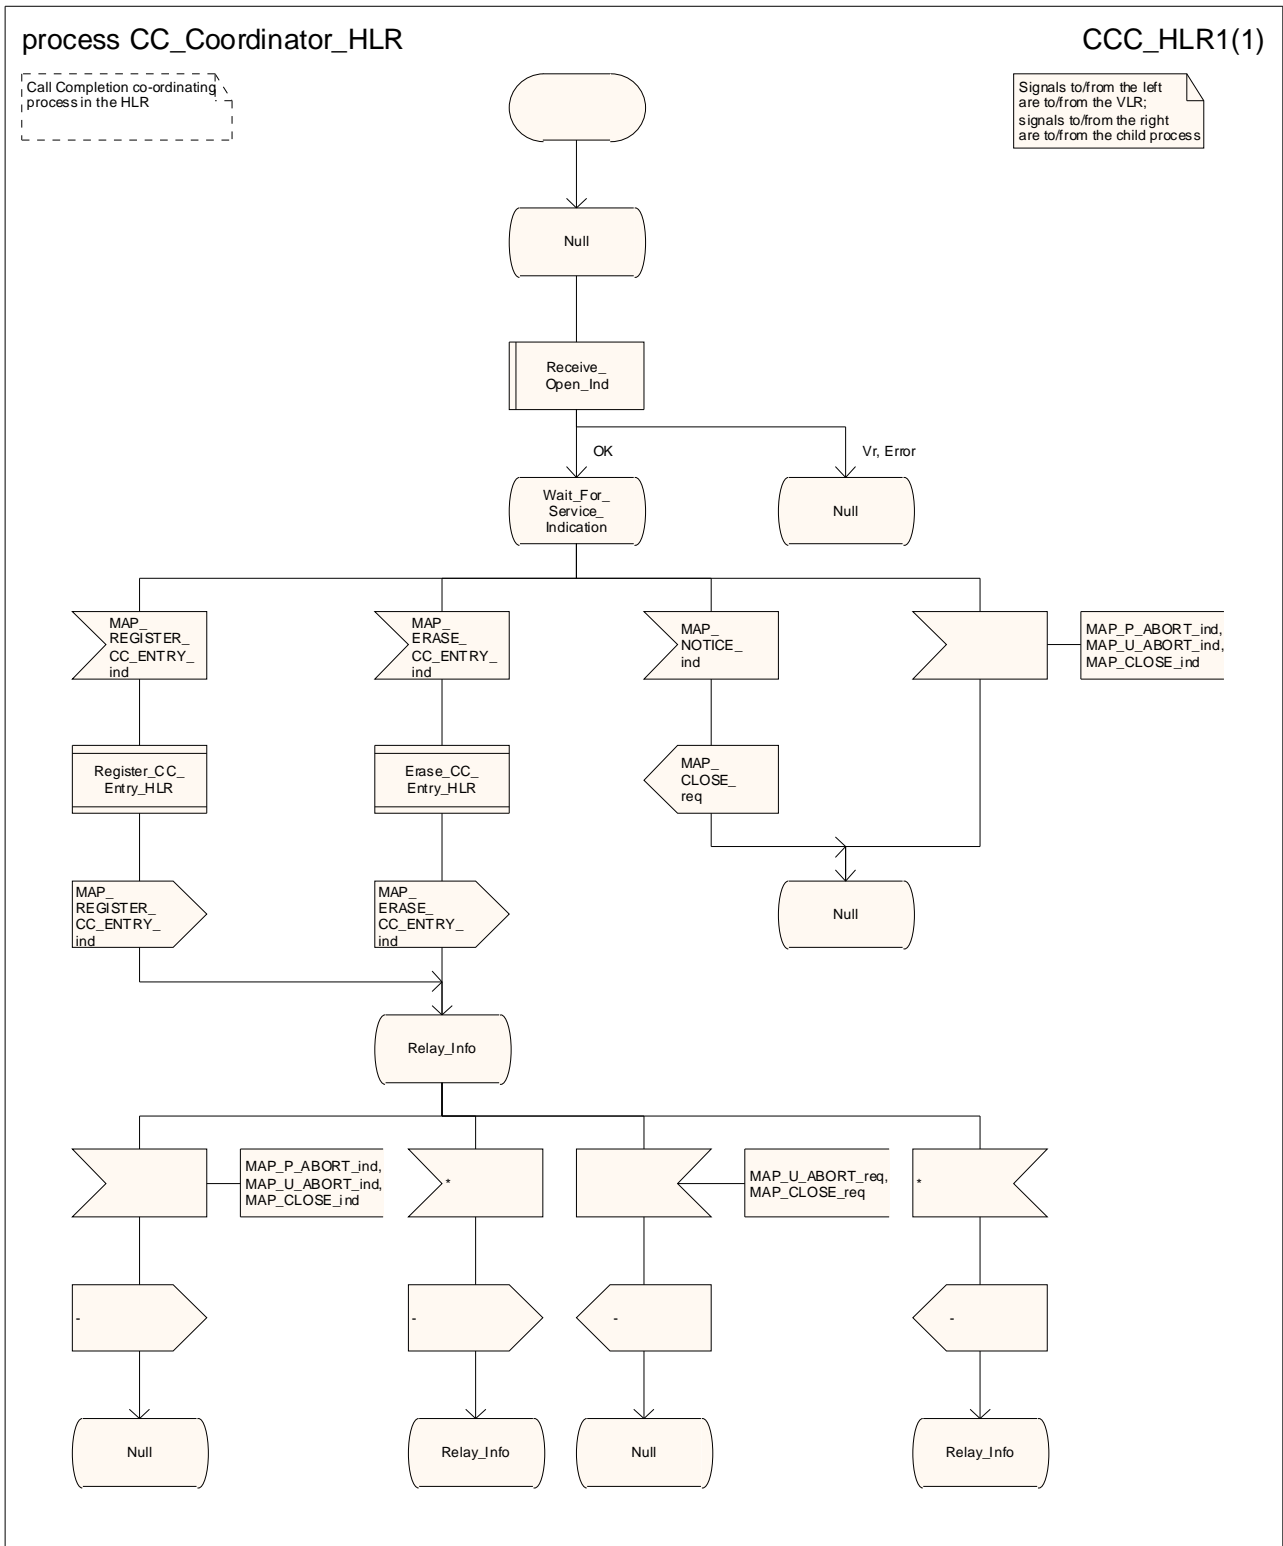 process CC_Coordinator_HLR
CCC_HLR1(1)
Call Completion co-ordinating
process in the HLR
Signals to/from the left
are to/from the VLR;
signals to/from the right
are to/from the child process
Null
Receive_
Open_Ind
OK
Vr, Error
Wait_For_
Service_
Indication
Null
MAP_
REGISTER_
CC_ENTRY_
ind
MAP_
ERASE_
CC_ENTRY_
ind
MAP_
NOTICE_
ind
MAP_P_ABORT_ind,
MAP_U_ABORT_ind,
MAP_CLOSE_ind
Register_CC_
Entry_HLR
Erase_CC_
Entry_HLR
MAP_
CLOSE_
req
MAP_
REGISTER_
CC_ENTRY_
ind
MAP_
ERASE_
CC_ENTRY_
ind
Null
Relay_Info
MAP_P_ABORT_ind,
MAP_U_ABORT_ind,
MAP_CLOSE_ind
*
MAP_U_ABORT_req,
MAP_CLOSE_req
*
-
-
-
-
Null
Relay_Info
Null
Relay_Info